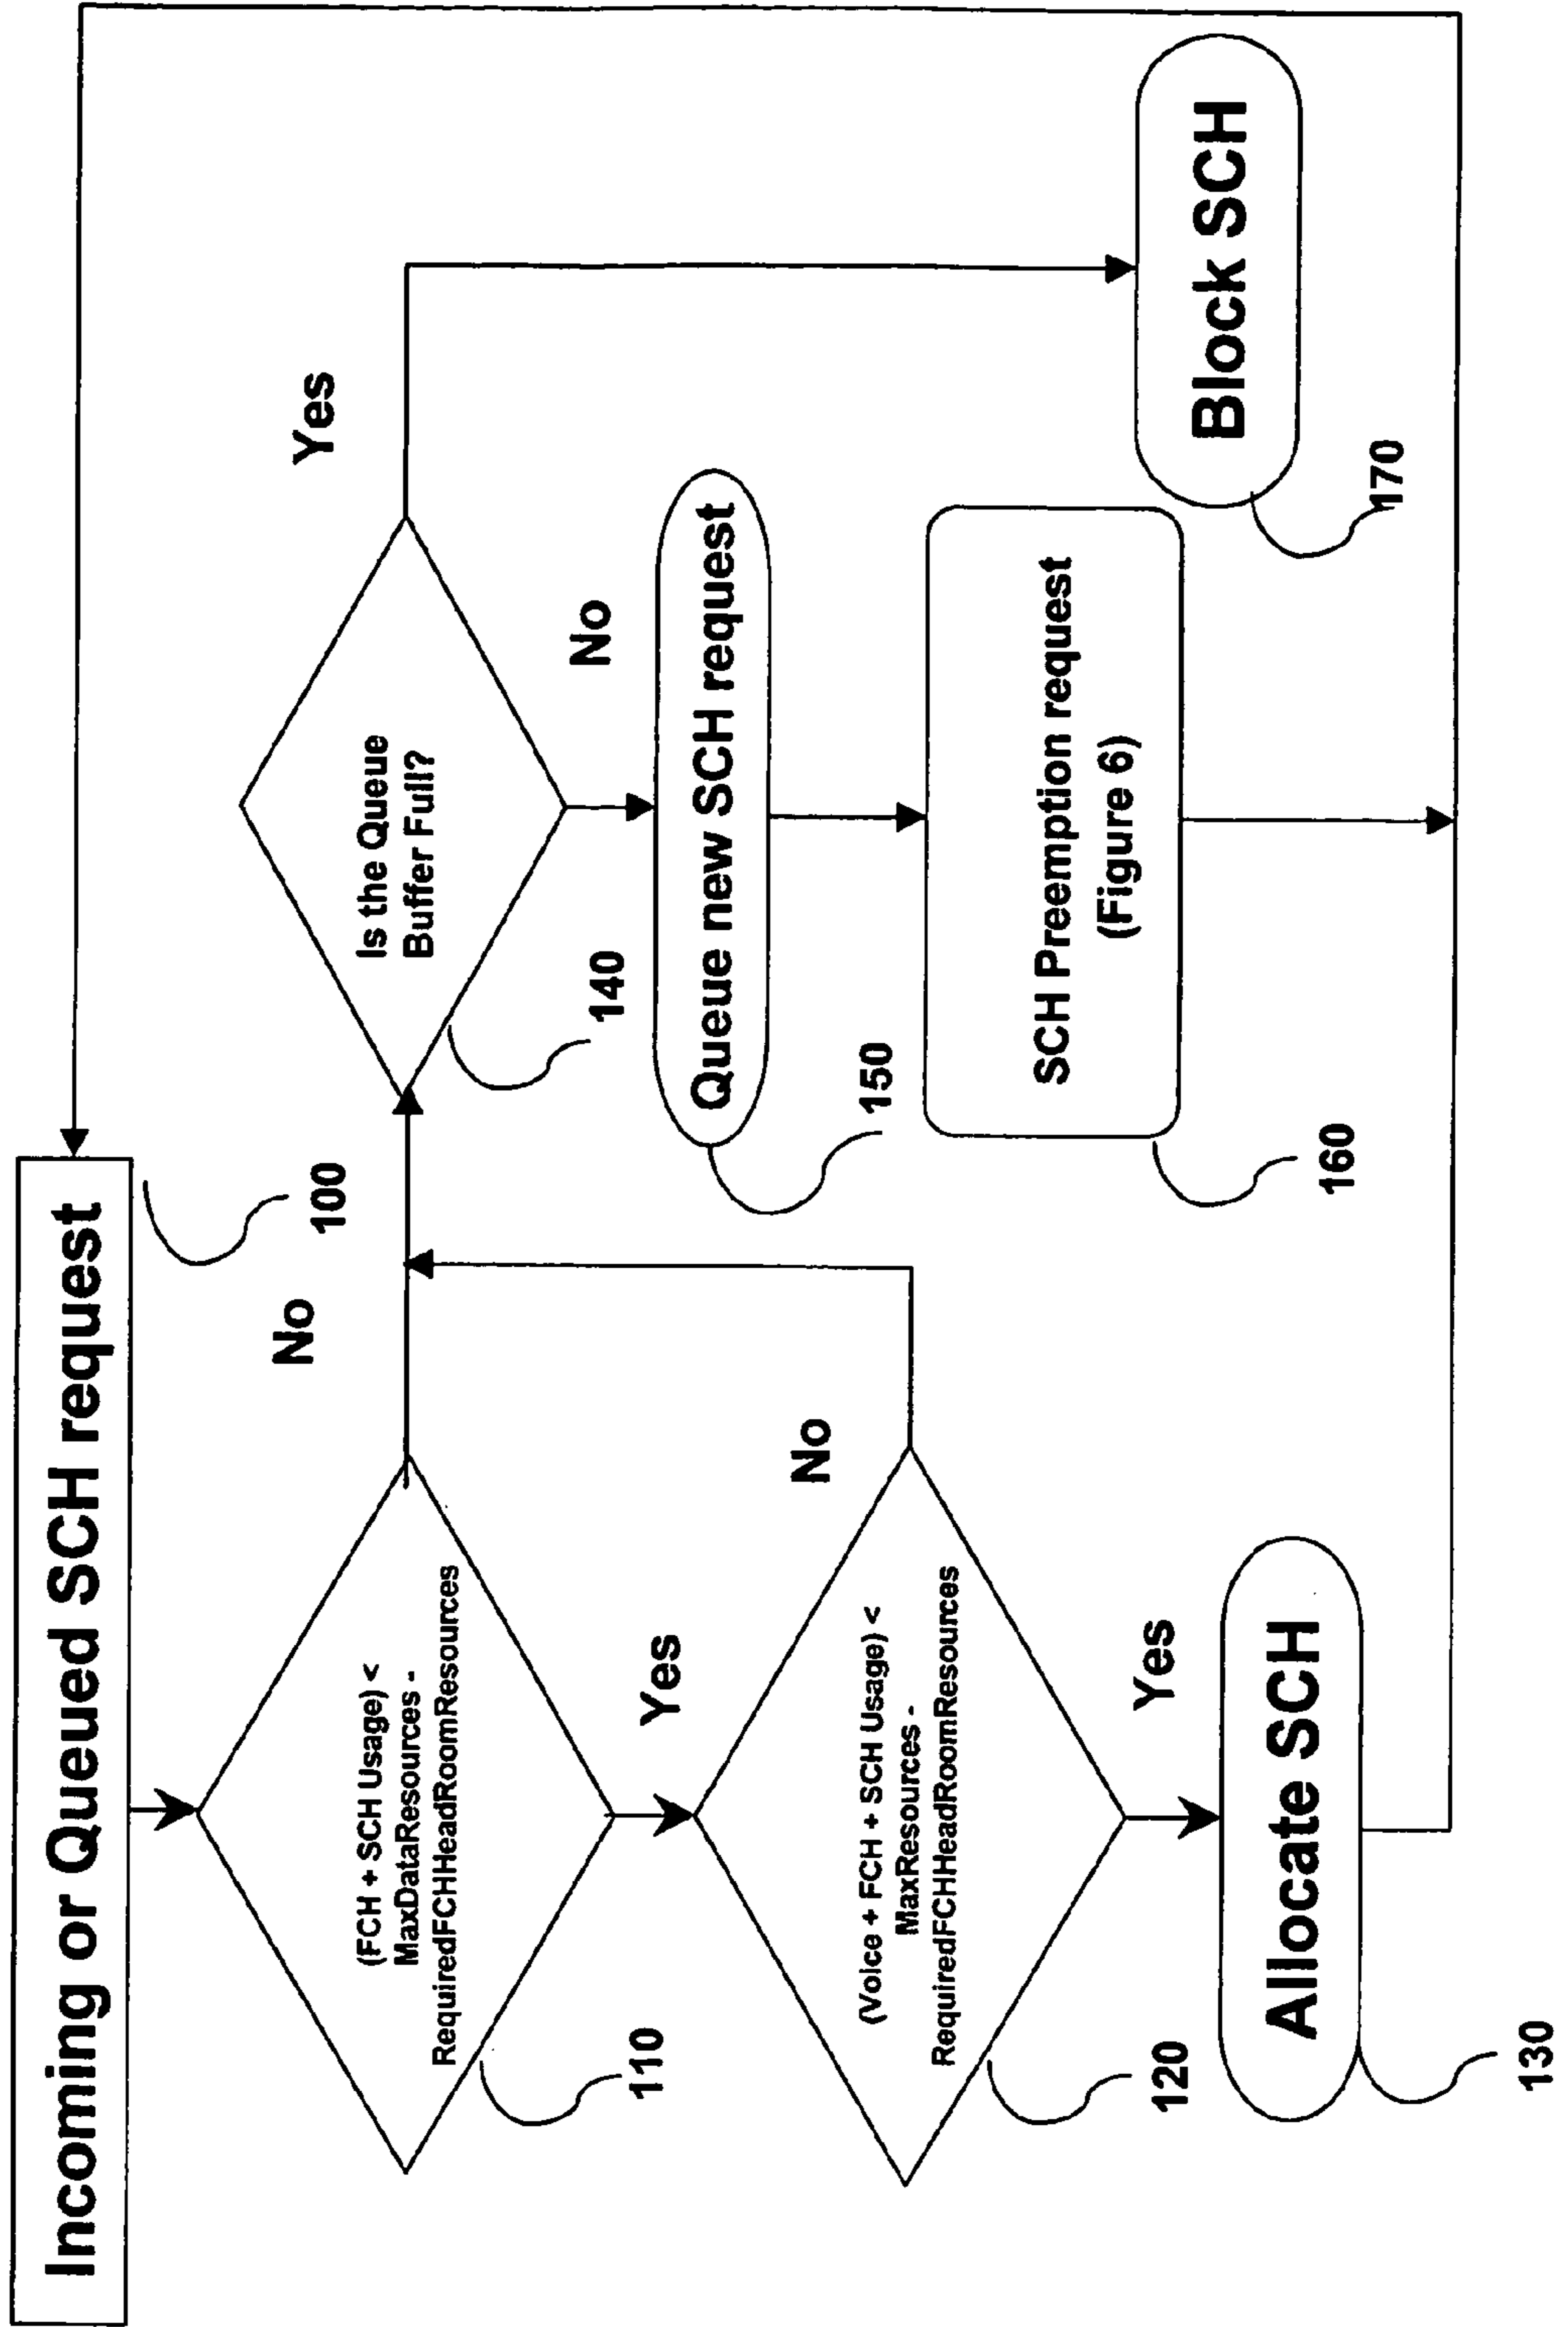 Incoming or Queued SCH request
100
(FCH + SCH Usage) <
MaxDataResources -
RequiredFCHHeadRoomResources
110
No
Yes
(Voice + FCH + SCH Usage) <
MaxResources -
RequiredFCHHeadRoomResources
120
No
Yes
Allocate SCH
130
Is the Queue
Buffer Full?
140
Yes
No
Queue new SCH request
150
SCH Preemption request
(Figure 6)
160
Block SCH
170